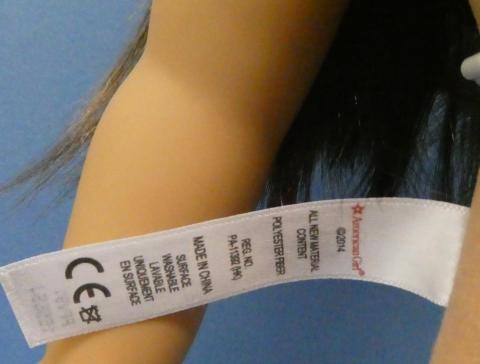 American Girl®
©2014
ALL NEW MATERIAL
CONTENT
POLYESTER FIBER
REG. NO.
PA-11392 (HK)
MADE IN CHINA
SURFACE
WASHABLE
LAVABLE
UNIQUEMENT
EN SURFACE
CE